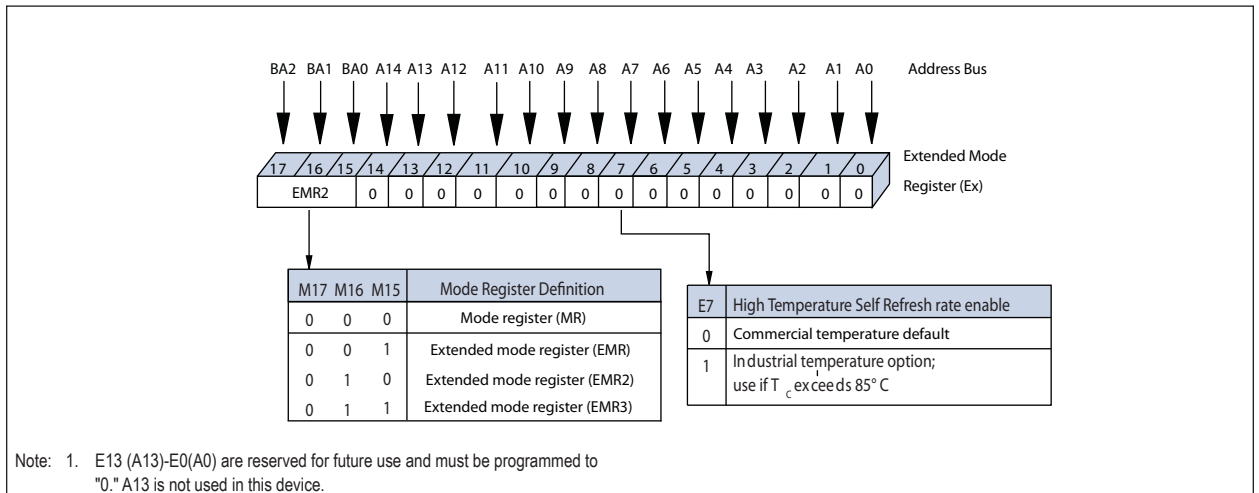 BA2 BA1 BA0 A14 A13 A12 A11 A10 A9 A8 A7 A6 A5 A4 A3 A2 A1 A0 Address Bus
17 16 15 14 13 12 11 10 9 8 7 6 5 4 3 2 1 0 Extended Mode
Register (Ex)
EMR2 0 0 0 0 0 0 0 0 0 0 0 0 0 0 0
M17 M16 M15 Mode Register Definition
0 0 0 Mode register (MR)
0 0 1 Extended mode register (EMR)
0 1 0 Extended mode register (EMR2)
0 1 1 Extended mode register (EMR3)
E7 High Temperature Self Refresh rate enable
0 Commercial temperature default
1 Industrial temperature option;
use if T C exceeds 85° C
Note: 1. E13 (A13)-E0(A0) are reserved for future use and must be programmed to
"0." A13 is not used in this device.